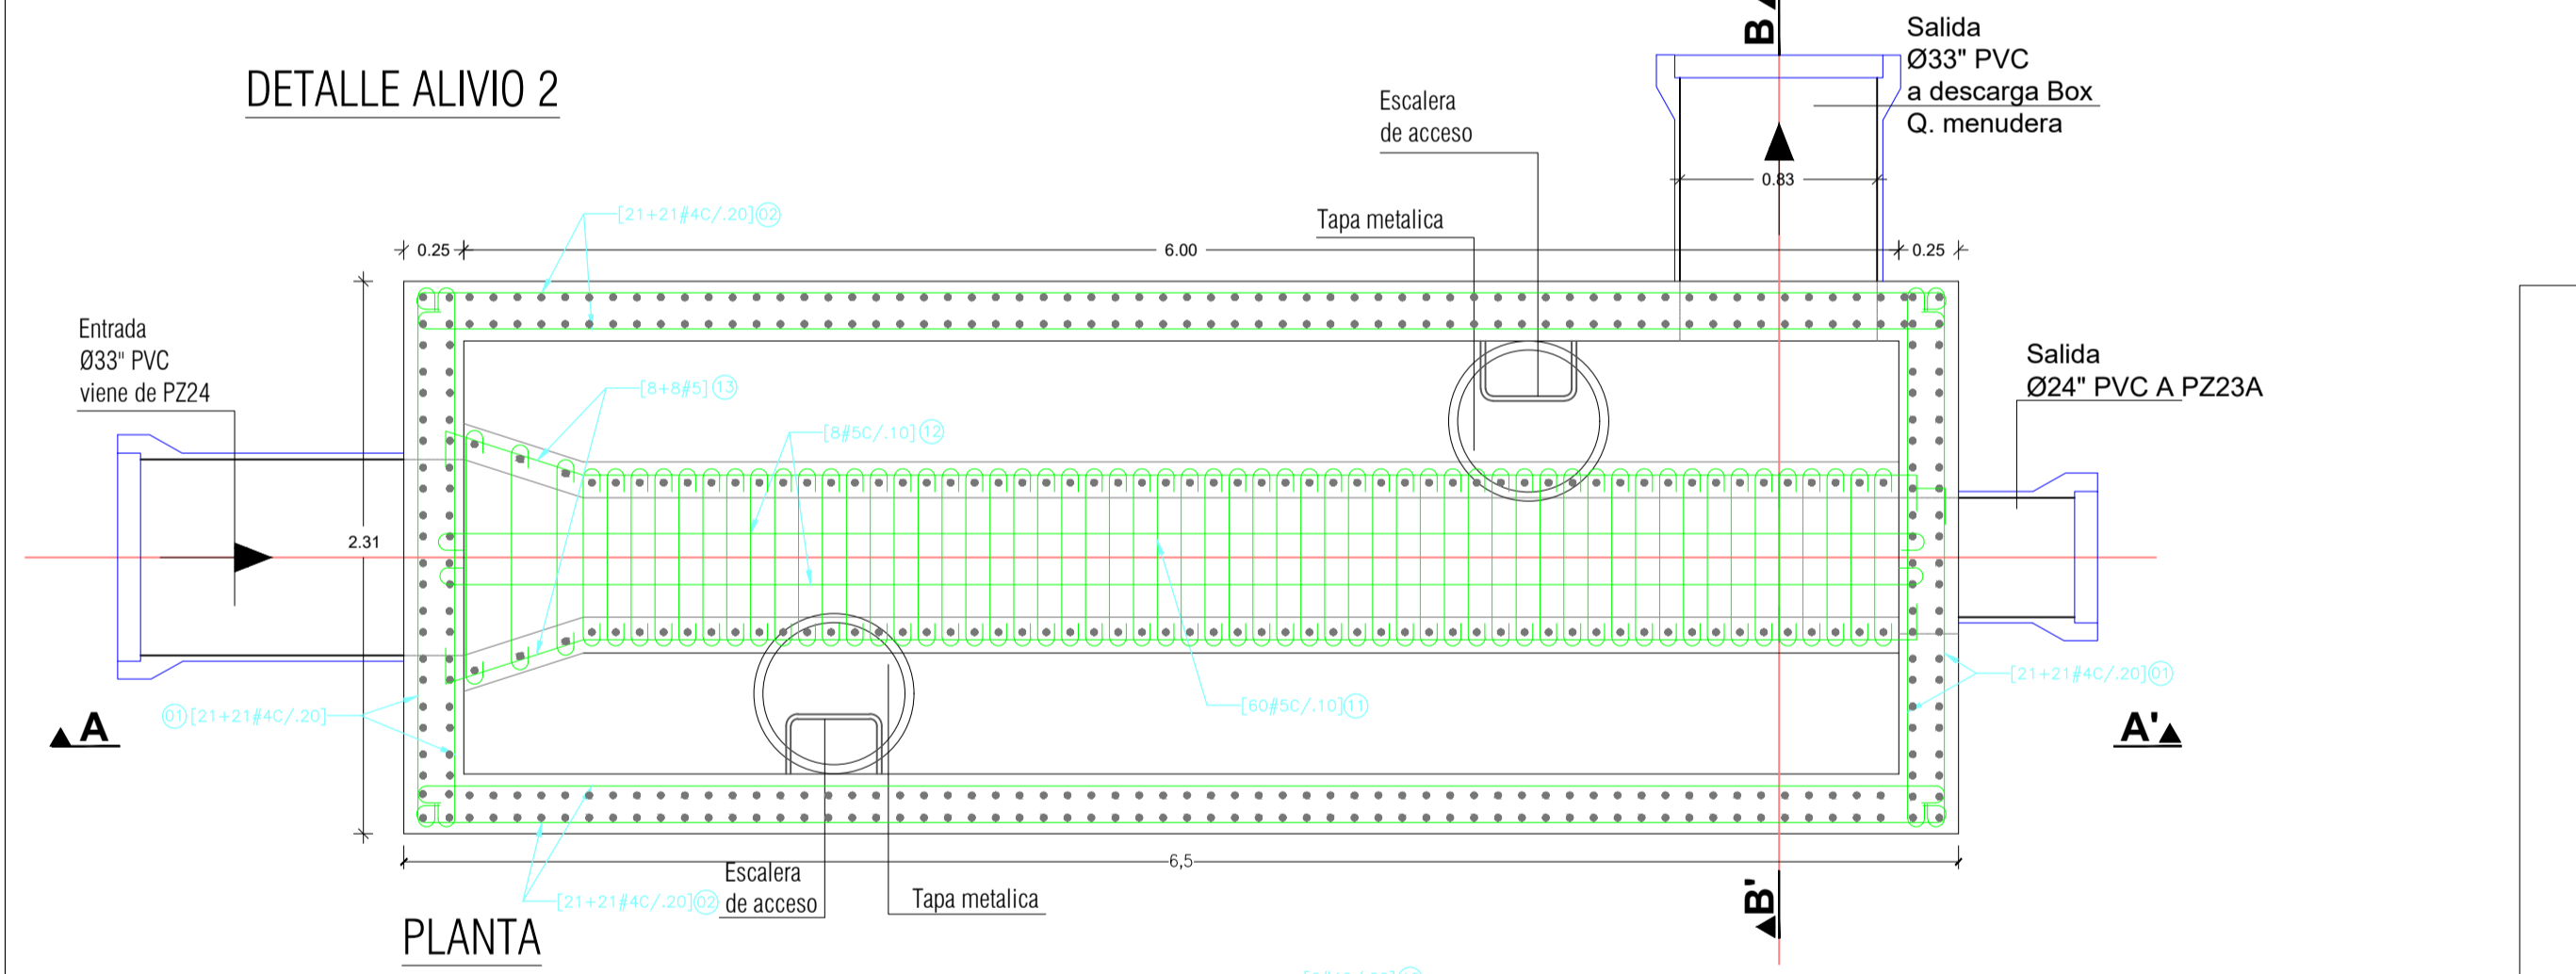 DETALLE ALIVIO 2
B
Salida
Ø33" PVC
a descarga Box
Q. menudera
Escalera
de acceso
0.83
[21+21#4C/.20]02
Tapa metalica
0.25
6.00
0.25
Entrada
Ø33" PVC
viene de PZ24
Salida
Ø24" PVC A PZ23A
[8+8#5]13
[8#5C/.10]12
2.31
[21+21#4C/.20]01
01[21+21#4C/.20]
[60#5C/.10]11
A
A'
6,5
Escalera
de acceso
Tapa metalica
[21+21#4C/.20]02
B'
PLANTA